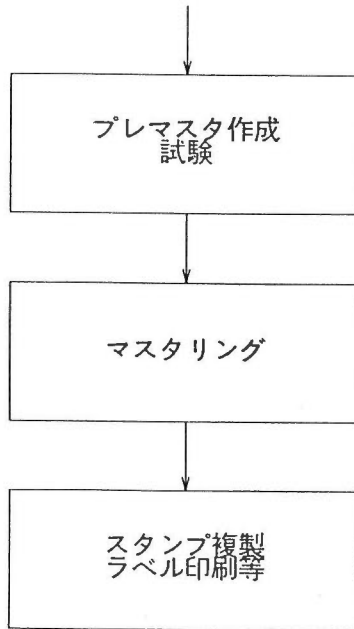 プレマスタ作成
試験
マスタリング
スタンプ複製
ラベル印刷等